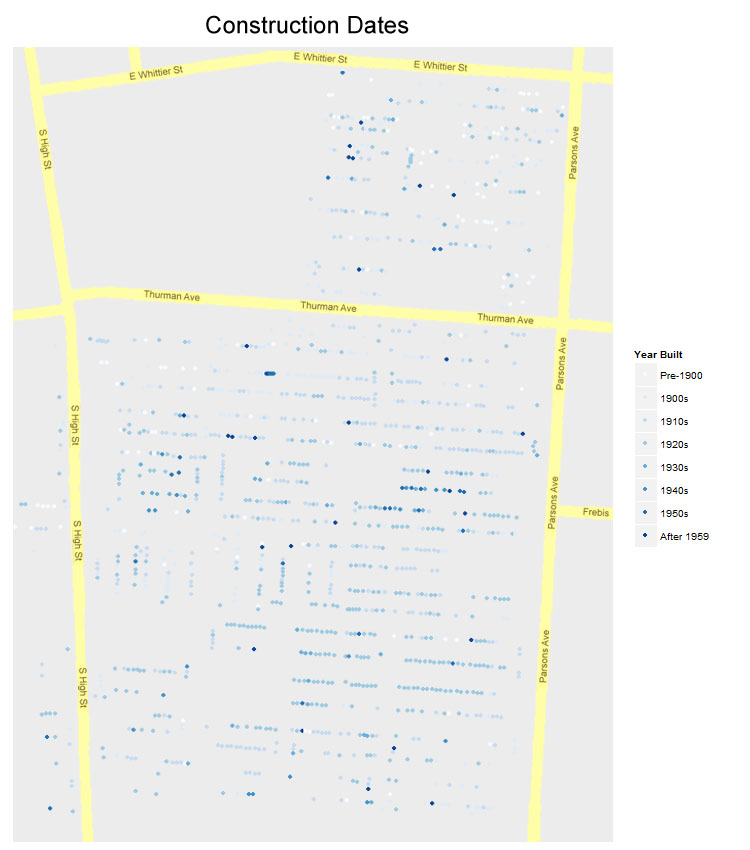 Construction Dates
E Whittier St
E Whittier St
E Whittier St
S High St
Parsons Ave
Thurman Ave
Thurman Ave
Thurman Ave
Parsons Ave
S High St
Parsons Ave
Frebis
S High St
Parsons Ave
S High St
Year Built
Pre-1900
1900s
1910s
1920s
1930s
1940s
1950s
After 1959